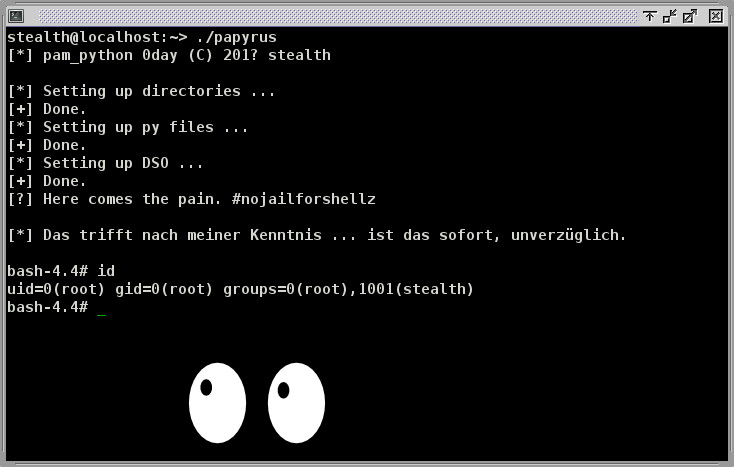 stealth@localhost:~> ./papyrus
[*] pam_python 0day (C) 201? stealth
[*] Setting up directories ...
[+] Done.
[*] Setting up py files ...
[+] Done.
[*] Setting up DSO ...
[+] Done.
[?] Here comes the pain. #nojailforshellz
[*] Das trifft nach meiner Kenntnis ... ist das sofort, unverzüglich.
bash-4.4# id
uid=0(root) gid=0(root) groups=0(root),1001(stealth)
bash-4.4# _